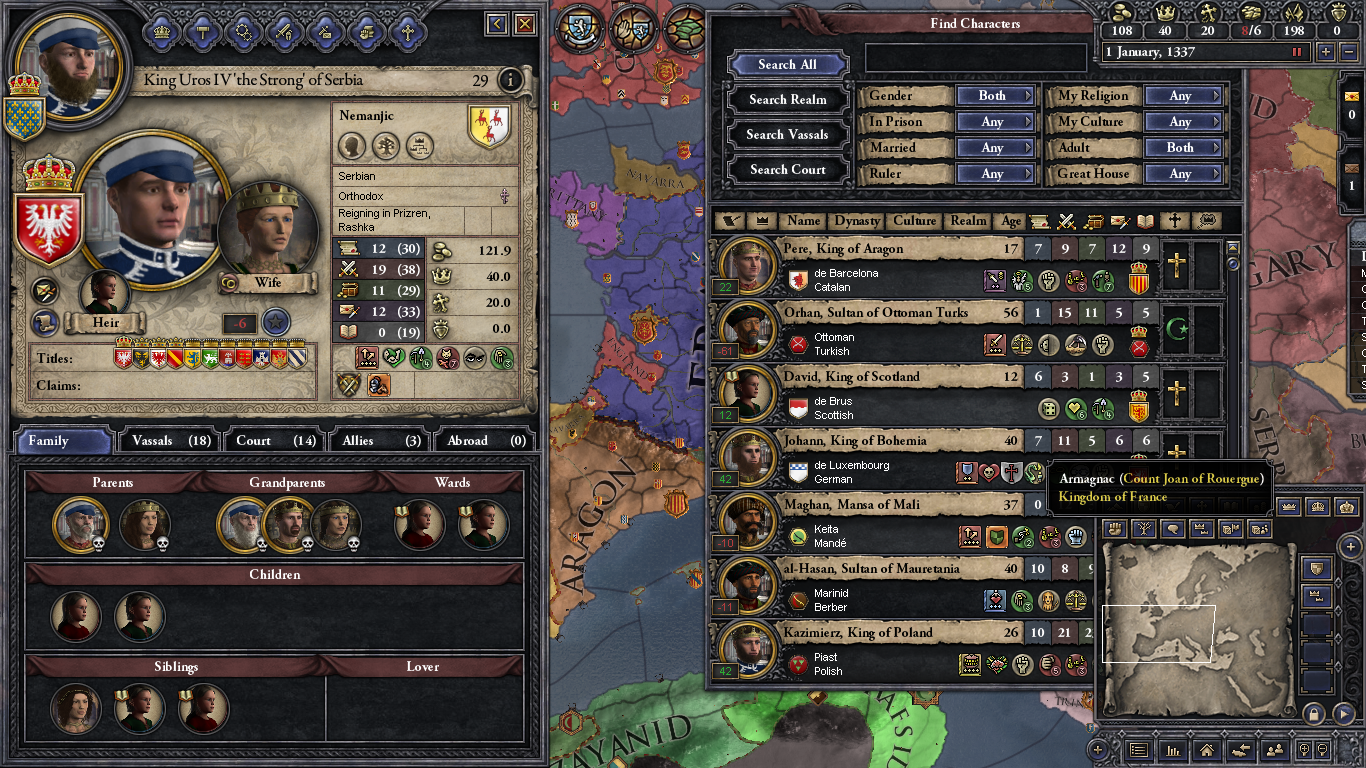 King Uros IV 'the Strong' of Serbia 29
Nemanjic
Serbian
Orthodox
Reigning in Prizren,
Rashka
12 (30) 121.9
19 (38) 40.0
11 (29) 20.0
12 (33) 0.0
0 (19)
Wife
Heir
-6
Titles:
Claims:
Family
Vassals (18)
Court (14)
Allies (3)
Abroad (0)
Parents
Grandparents
Wards
Children
Siblings
Lover
NAVARRA
ARAGON
Find Characters
Search All
Search Realm
Search Vassals
Search Court
Gender Both
My Religion Any
In Prison Any
My Culture Any
Married Any
Adult Both
Ruler Any
Great House Any
Name Dynasty Culture Realm Age
Pere, King of Aragon 17 7 9 7 12 9
de Barcelona
Catalan
22
Orhan, Sultan of Ottoman Turks 56 1 15 11 5 5
Ottoman
Turkish
-61
David, King of Scotland 12 6 3 1 3 5
de Brus
Scottish
12
Johann, King of Bohemia 40 7 11 5 6 6
de Luxembourg
German
42
Maghan, Mansa of Mali 37 0
Keita
Mandé
-10
al-Hasan, Sultan of Mauretania 40 10 8 9
Marinid
Berber
-11
Kazimierz, King of Poland 26 10 21
Piast
Polish
42
108 40 20 8/6 198 0
1 January, 1337
0
1
GARY
SERB
Armagnac (Count Joan of Rouergue)
Kingdom of France
AYYANID
HAFSID